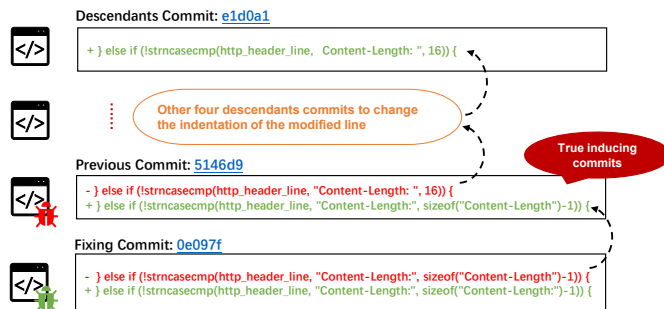 Descendants Commit: e1d0a1
</>
+ } else if (!strncasecmp(http_header_line, Content-Length: ", 16)) {
</>
Other four descendants commits to change
the indentation of the modified line
True inducing
commits
Previous Commit: 5146d9
</>
- } else if (!strncasecmp(http_header_line, "Content-Length: ", 16)) {
+ } else if (!strncasecmp(http_header_line, "Content-Length:", sizeof("Content-Length")-1)) {
Fixing Commit: 0e097f
</>
- } else if (!strncasecmp(http_header_line, "Content-Length:", sizeof("Content-Length")-1)) {
+ } else if (!strncasecmp(http_header_line, "Content-Length:", sizeof("Content-Length:")-1)) {